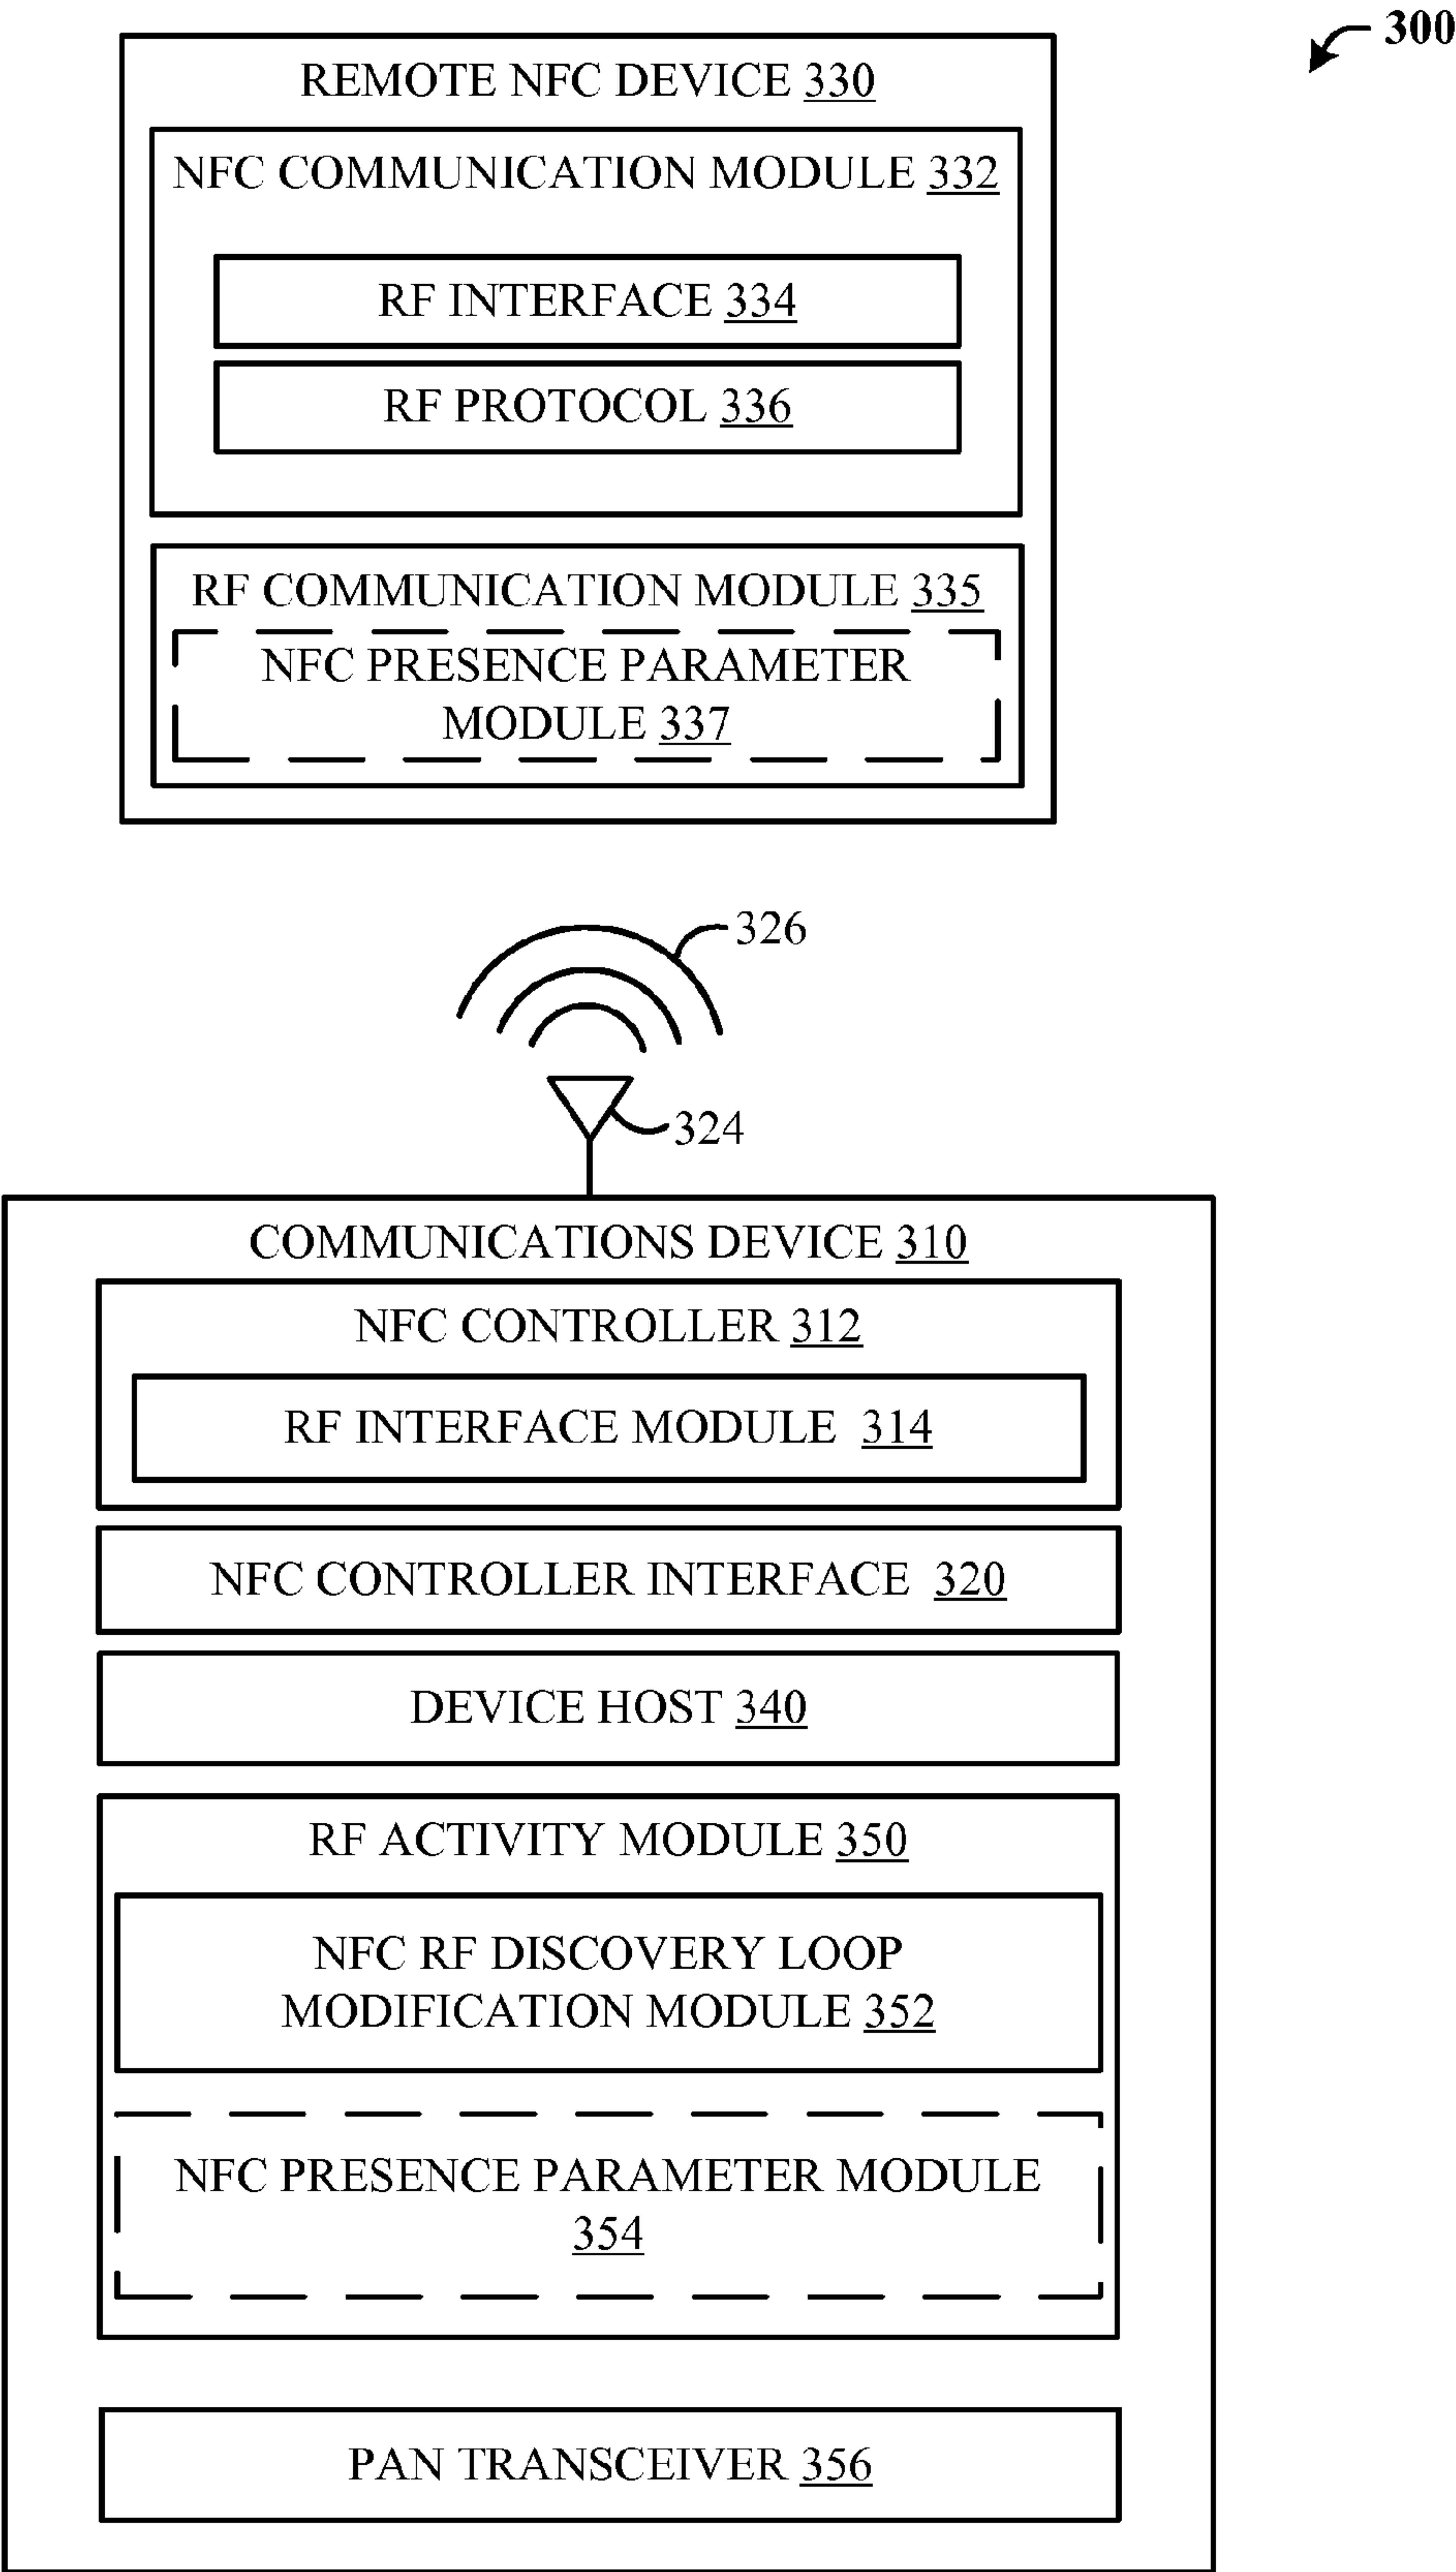 300
REMOTE NFC DEVICE 330
NFC COMMUNICATION MODULE 332
RF INTERFACE 334
RF PROTOCOL 336
RF COMMUNICATION MODULE 335
NFC PRESENCE PARAMETER
MODULE 337
326
324
COMMUNICATIONS DEVICE 310
NFC CONTROLLER 312
RF INTERFACE MODULE 314
NFC CONTROLLER INTERFACE 320
DEVICE HOST 340
RF ACTIVITY MODULE 350
NFC RF DISCOVERY LOOP
MODIFICATION MODULE 352
NFC PRESENCE PARAMETER MODULE
354
PAN TRANSCEIVER 356